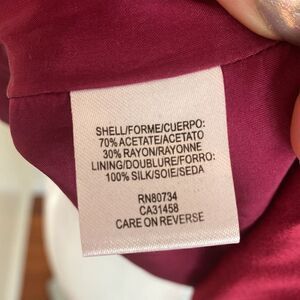 SHELL/FORME/CUERPO:
70% ACETATE/ACETATO
30% RAYON/RAYONNE
LINING/DOUBLURE/FORRO:
100% SILK/SOIE/SEDA
RN80734
CA31458
CARE ON REVERSE